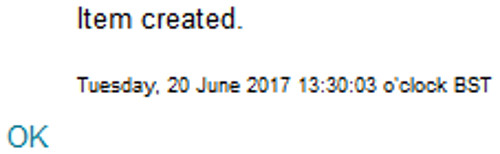 Item created.
Tuesday, 20 June 2017 13:30:03 o'clock BST
OK